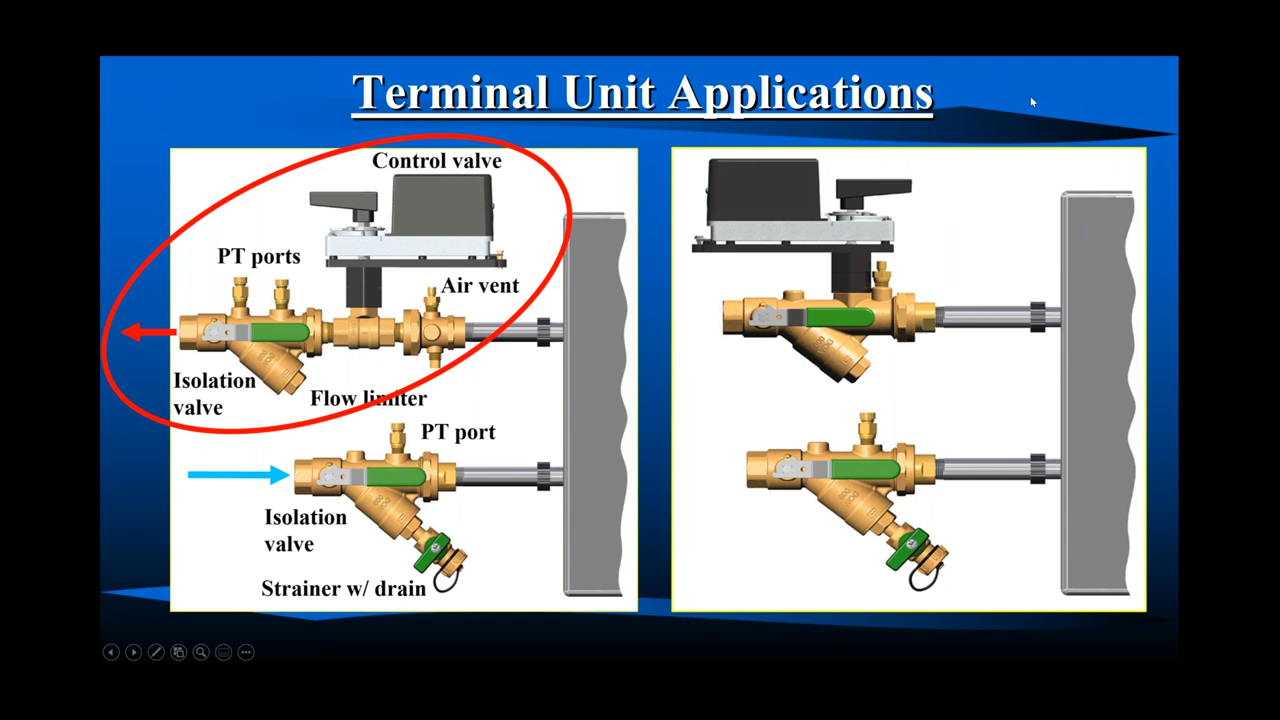 Terminal Unit Applications
Control valve
PT ports
Air vent
Isolation
valve
Flow limiter
PT port
Isolation
valve
Strainer w/ drain